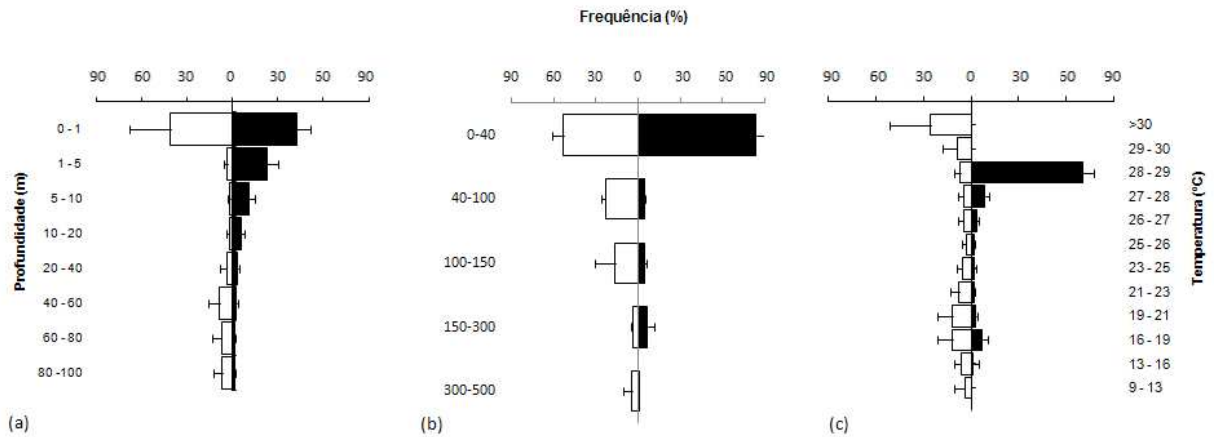 Frequência (%)
90 60 30 0 30 60 90
Profundidade (m)
0 - 1
1 - 5
5 - 10
10 - 20
20 - 40
40 - 60
60 - 80
80 -100
(a)
90 60 30 0 30 60 90
0-40
40-100
100-150
150-300
300-500
(b)
90 60 30 0 30 60 90
>30
29 - 30
28 - 29
27 - 28
26 - 27
25 - 26
23 - 25
21 - 23
19 - 21
16 - 19
13 - 16
9 - 13
Temperatura (°C)
(c)